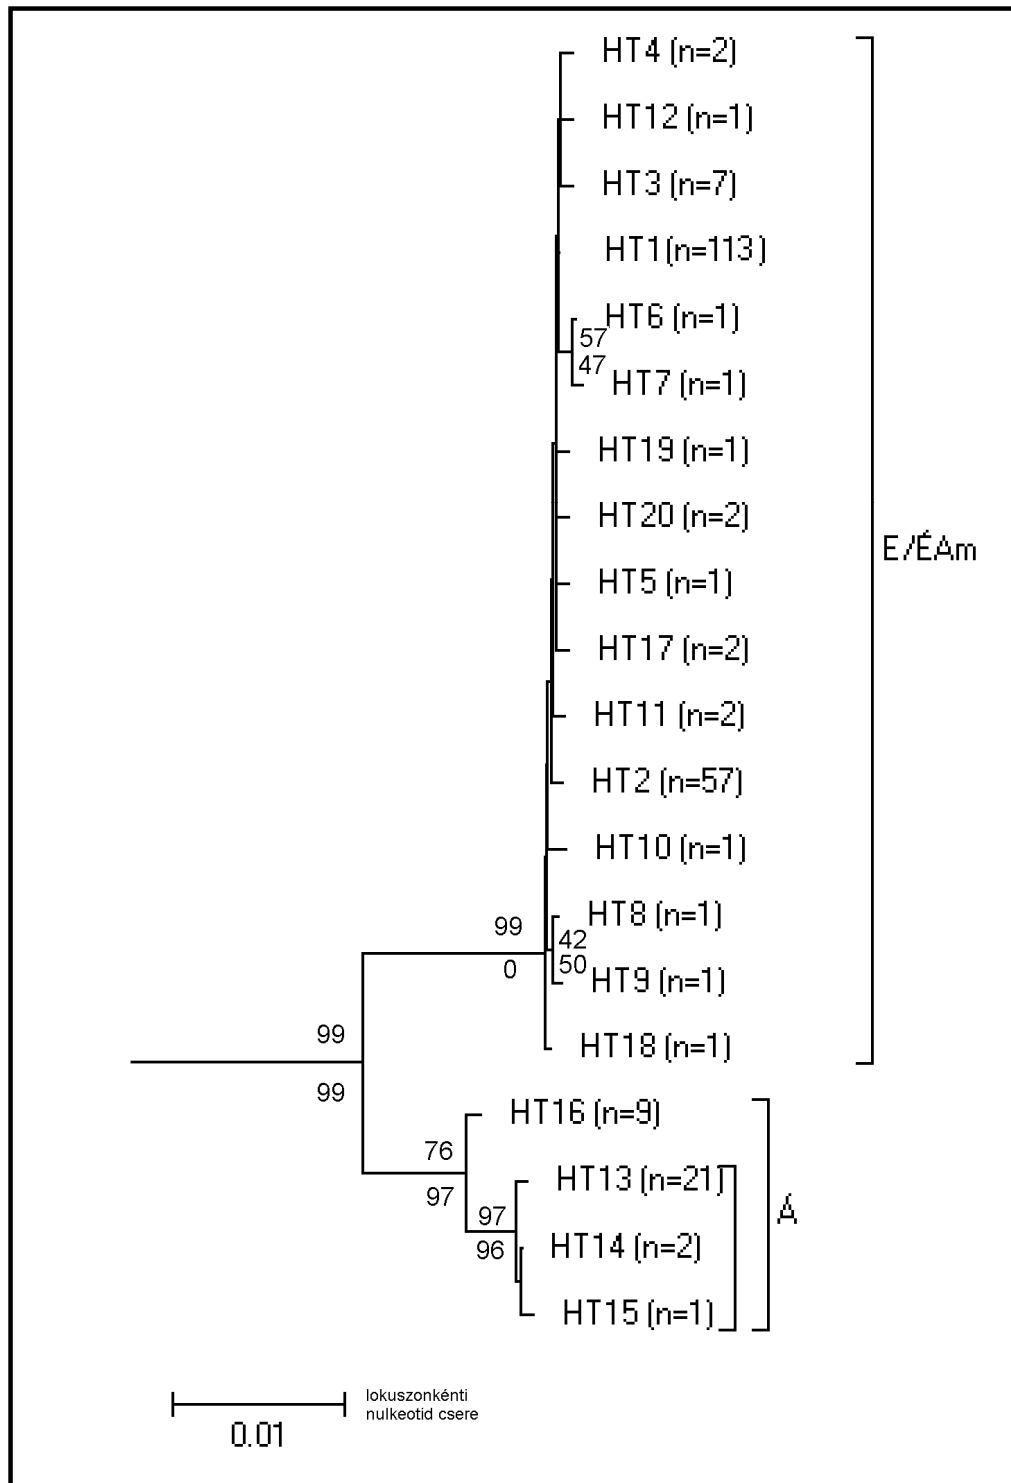 HT4 (n=2)
HT12 (n=1)
HT3 (n=7)
HT1(n=113)
HT6 (n=1)
57
47
HT7 (n=1)
HT19 (n=1)
HT20 (n=2)
E/ÉAm
HT5 (n=1)
HT17 (n=2)
HT11 (n=2)
HT2 (n=57)
HT10 (n=1)
HT8 (n=1)
99
42
0
50
HT9 (n=1)
HT18 (n=1)
99
99
HT16 (n=9)
76
97
HT13 (n=21)
Á
97
96
HT14 (n=2)
HT15 (n=1)
lokuszonkénti
nulkeotid csere
0.01